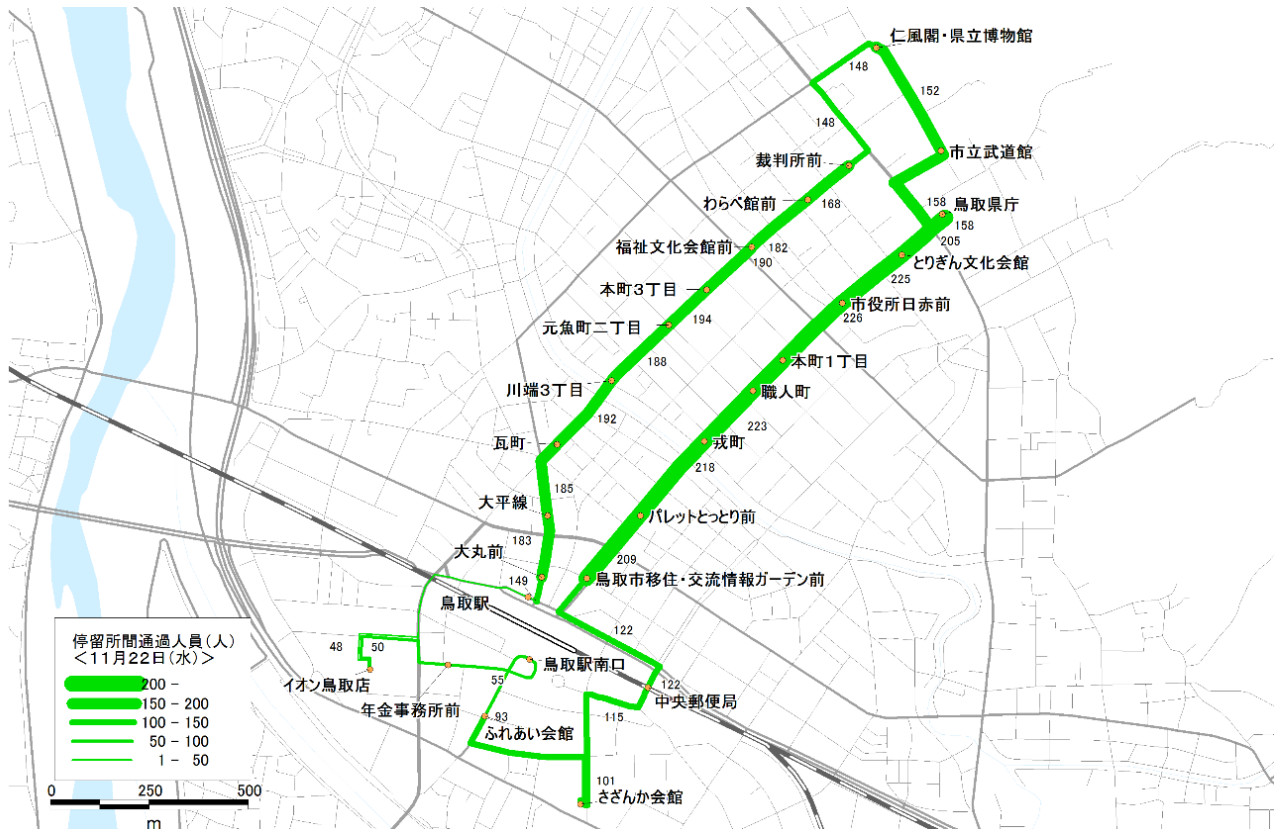 仁風閣・県立博物館
148
152
148
市立武道館
裁判所前
わらべ館前
168
158
鳥取県庁
158
205
福祉文化会館前
182
190
とりぎん文化会館
225
本町3丁目
市役所日赤前
226
元魚町二丁目
194
188
本町1丁目
川端3丁目
職人町
192
223
瓦町
戎町
218
185
大平線
パレットとっとり前
183
大丸前
209
鳥取市移住・交流情報ガーデン前
149
鳥取駅
122
停留所間通過人員(人)
<11月22日(水)>
200 -
150 - 200
100 - 150
50 - 100
1 - 50
48
50
イオン鳥取店
鳥取駅南口
55
122
中央郵便局
年金事務所前
93
115
ふれあい会館
101
さざんか会館
0
250
500
m